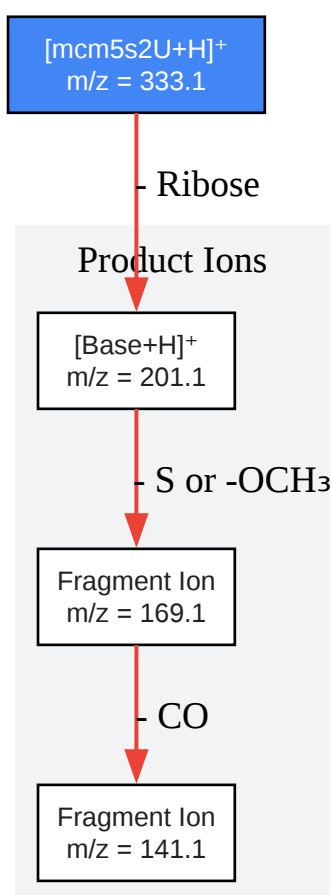 [mcm5s2U+H]⁺
m/z = 333.1
- Ribose
Product Ions
[Base+H]⁺
m/z = 201.1
- S or -OCH₃
Fragment Ion
m/z = 169.1
- CO
Fragment Ion
m/z = 141.1